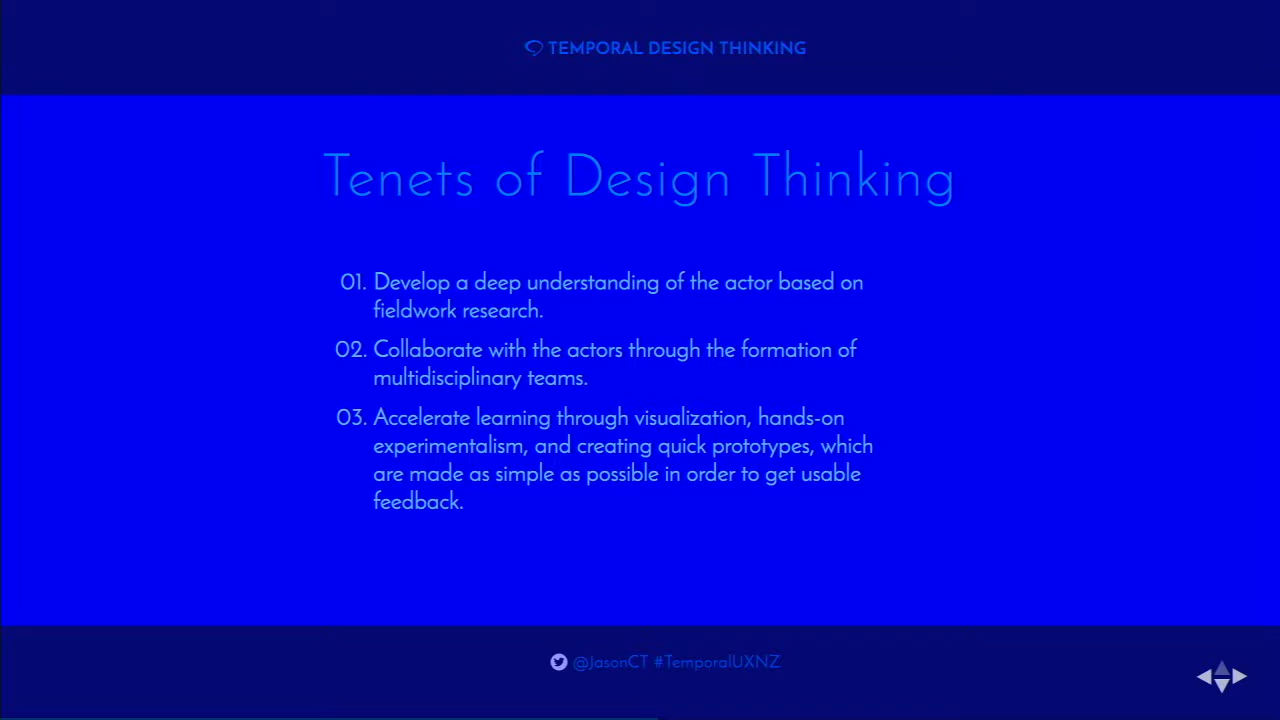 TEMPORAL DESIGN THINKING
Tenets of Design Thinking
01. Develop a deep understanding of the actor based on
fieldwork research.
02. Collaborate with the actors through the formation of
multidisciplinary teams.
03. Accelerate learning through visualization, hands-on
experimentalism, and creating quick prototypes, which
are made as simple as possible in order to get usable
feedback.
@JasonCT #TemporalUXNZ